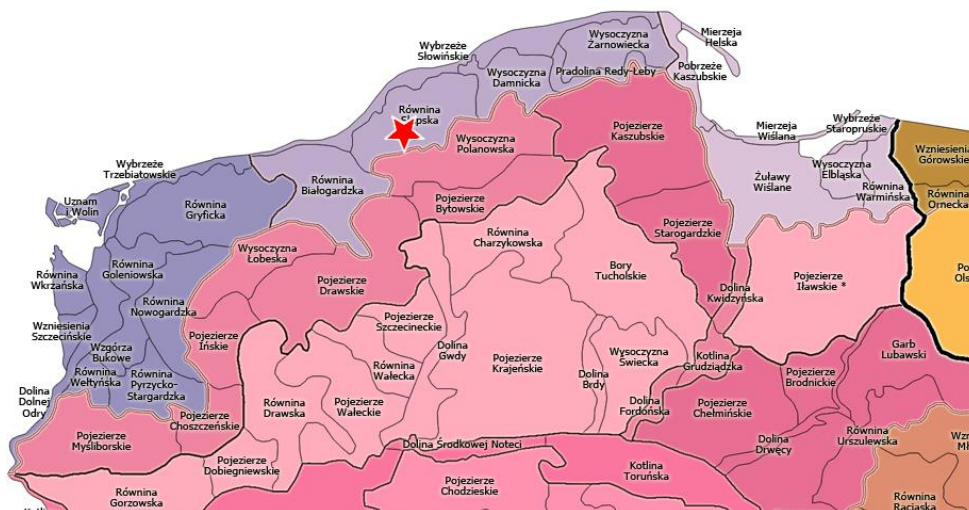 Mierzeja
Helska
Wysoczyzna
Żarnowiecka
Wybrzeże
Słowińskie
Pobrzeże
Kaszubskie
Wysoczyzna
Damnicka
Pradolina Redy-Łeby
Równina
Wysoczyzna
Polanowska
Pojezierze
Kaszubskie
Mierzeja
Wiślana
Wybrzeże
Staropruskie
Wzniesienia
Górowskie
Wybrzeże
Trzebiatowskie
Równina
Białogardzka
Wysoczyzna
Elbląska
Żuławy
Wiślane
Równina
Warmińska
Równina
Ornecka
Uznam
i Wolin
Równina
Gryficka
Pojezierze
Bytowskie
Równina
Charzykowska
Pojezierze
Starogardzkie
Wysoczyzna
Łobeska
Równina
Goleniowska
Równina
Wkrzańska
Pojezierze
Drawskie
Bory
Tucholskie
Dolina
Kwidzyńska
Pojezierze
Iławskie *
Równina
Nowogardzka
Wzniesienia
Szczecińskie
Wzgórza
Bukowe
Pojezierze
Ińskie
Pojezierze
Szczecineckie
Dolina
Gwdy
Wysoczyzna
Świecka
Kotlina
Grudziądzka
Garb
Lubawski
Równina
Wełtyńska
Równina
Pyrzycko-
Stargardzka
Równina
Wałecka
Pojezierze
Krajeńskie
Dolina
Brdy
Pojezierze
Brodnickie
Dolina
Dolnej
Odry
Pojezierze
Choszczeńskie
Równina
Drawska
Pojezierze
Wałeckie
Dolina
Fordońska
Pojezierze
Chełmińskie
Pojezierze
Myśliborskie
Dolina Środkowej Noteci
Dolina
Drwęcy
Równina
Urszulewska
Pojezierze
Dobiegniewskie
Równina
Gorzowska
Pojezierze
Chodzieskie
Kotlina
Toruńska
Równina
Raciąska